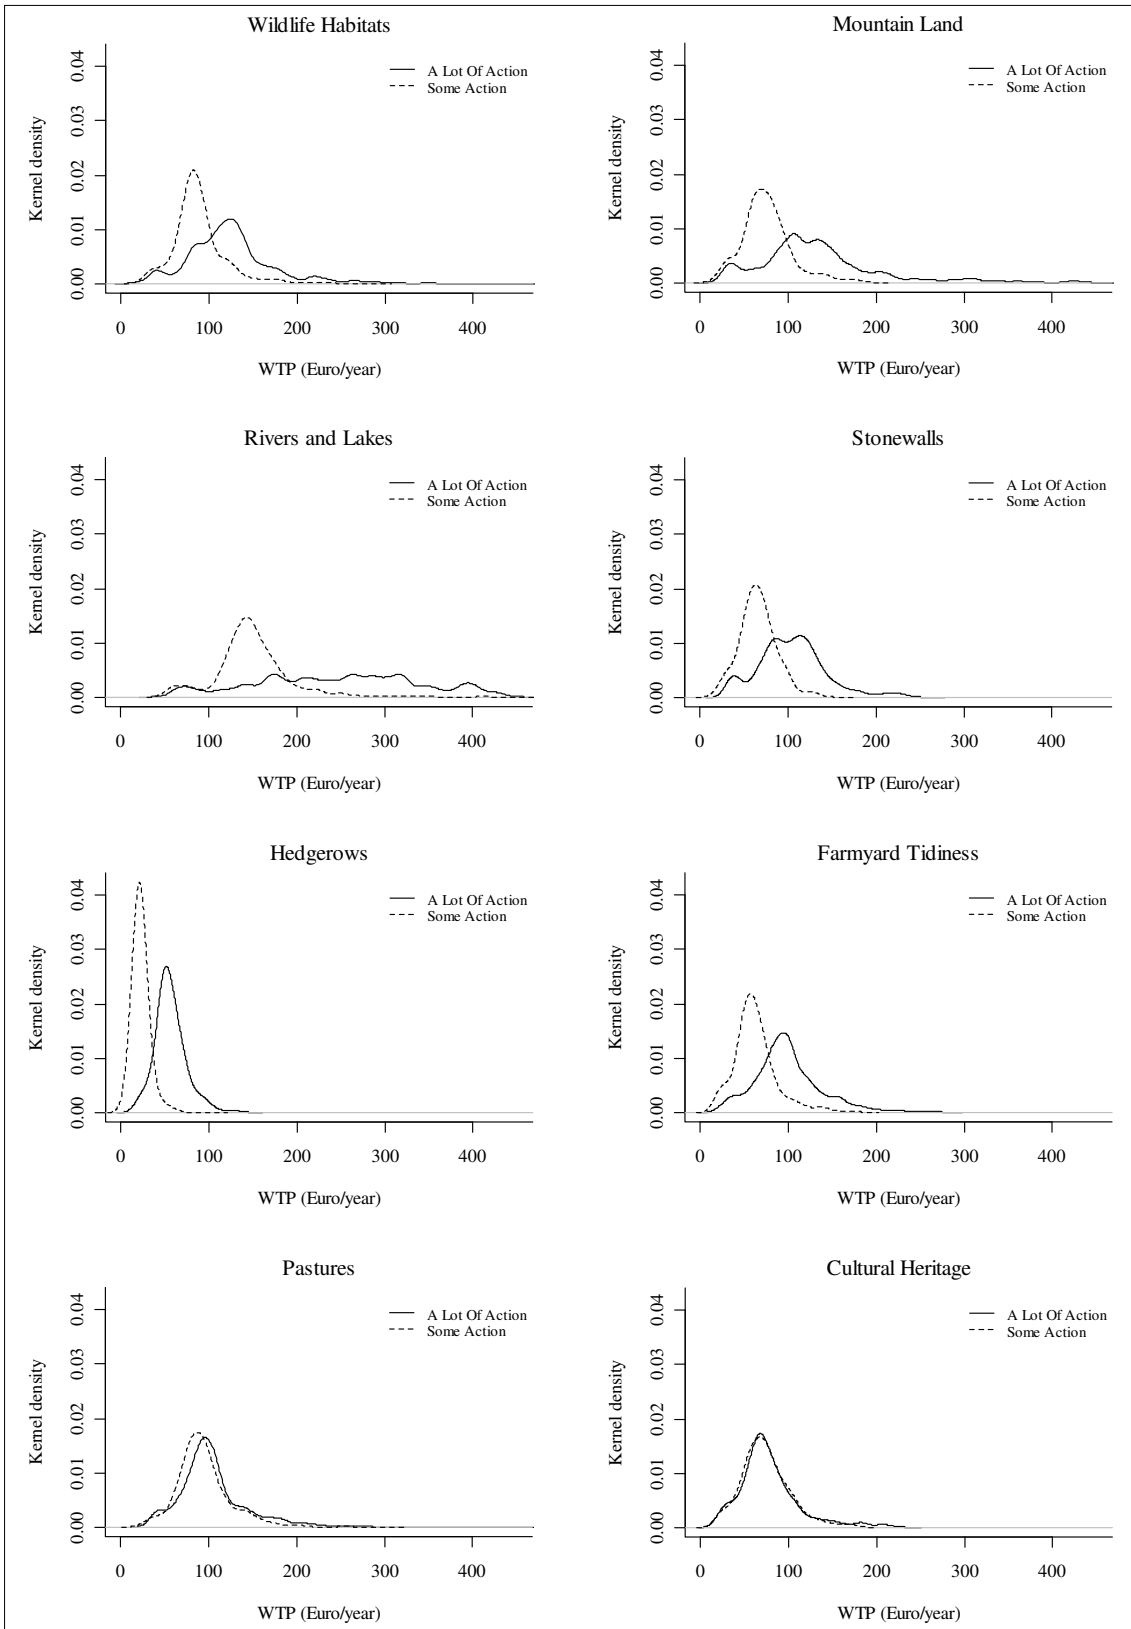 Wildlife Habitats
A Lot Of Action
Some Action
Kernel density
0.04
0.03
0.02
0.01
0.00
0 100 200 300 400
WTP (Euro/year)
Mountain Land
A Lot Of Action
Some Action
Kernel density
0.04
0.03
0.02
0.01
0.00
0 100 200 300 400
WTP (Euro/year)
Rivers and Lakes
A Lot Of Action
Some Action
Kernel density
0.04
0.03
0.02
0.01
0.00
0 100 200 300 400
WTP (Euro/year)
Stonewalls
A Lot Of Action
Some Action
Kernel density
0.04
0.03
0.02
0.01
0.00
0 100 200 300 400
WTP (Euro/year)
Hedgerows
A Lot Of Action
Some Action
Kernel density
0.04
0.03
0.02
0.01
0.00
0 100 200 300 400
WTP (Euro/year)
Farmyard Tidiness
A Lot Of Action
Some Action
Kernel density
0.04
0.03
0.02
0.01
0.00
0 100 200 300 400
WTP (Euro/year)
Pastures
A Lot Of Action
Some Action
Kernel density
0.04
0.03
0.02
0.01
0.00
0 100 200 300 400
WTP (Euro/year)
Cultural Heritage
A Lot Of Action
Some Action
Kernel density
0.04
0.03
0.02
0.01
0.00
0 100 200 300 400
WTP (Euro/year)